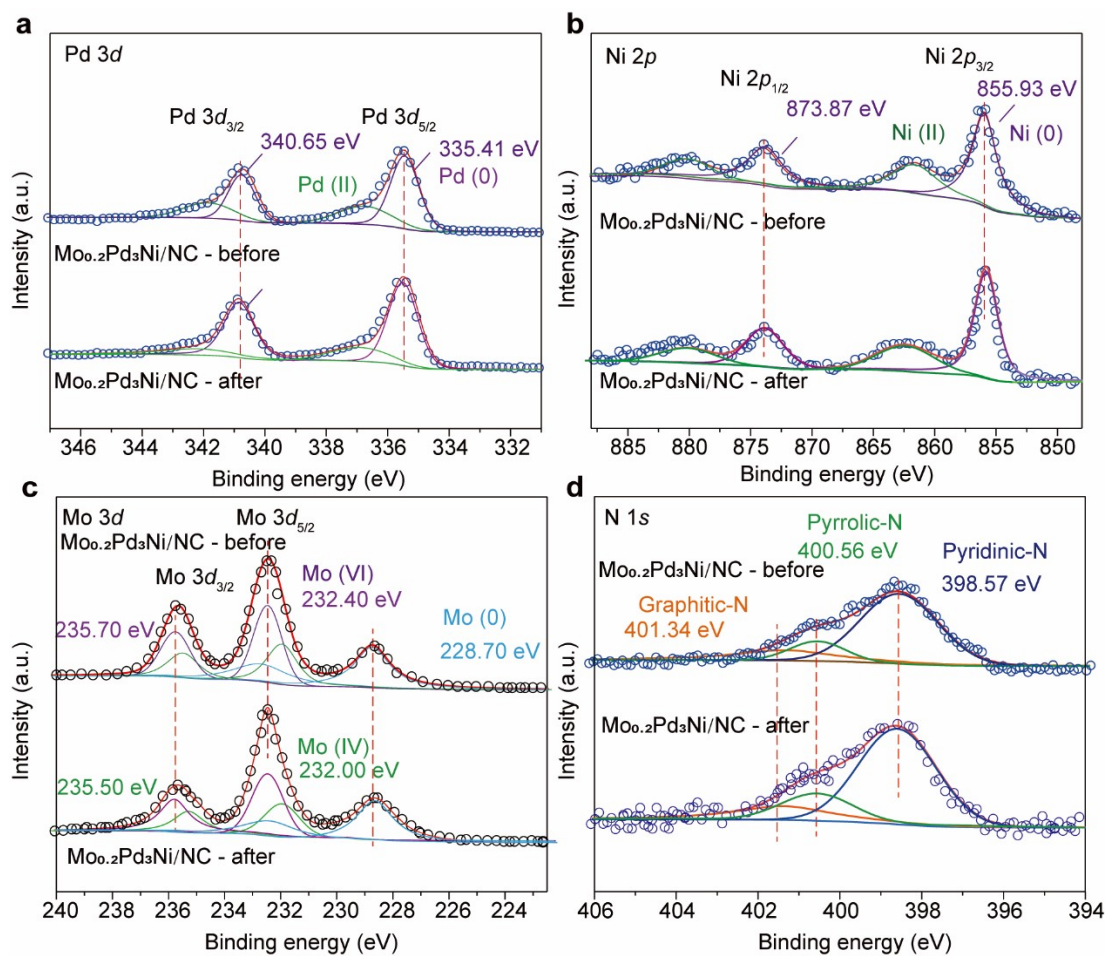 a
Pd 3d
Pd 3d3/2
Pd 3d5/2
340.65 eV
335.41 eV
Pd (II)
Pd (0)
Mo₀.₂Pd₃Ni/NC - before
Mo₀.₂Pd₃Ni/NC - after
Intensity (a.u.)
346 344 342 340 338 336 334 332
Binding energy (eV)
b
Ni 2p
Ni 2p1/2
Ni 2p3/2
873.87 eV
855.93 eV
Ni (II)
Ni (0)
Mo₀.₂Pd₃Ni/NC - before
Mo₀.₂Pd₃Ni/NC - after
Intensity (a.u.)
885 880 875 870 865 860 855 850
Binding energy (eV)
c
Mo 3d
Mo 3d5/2
Mo₀.₂Pd₃Ni/NC - before
Mo 3d3/2
Mo (VI)
232.40 eV
235.70 eV
Mo (0)
228.70 eV
Mo (IV)
232.00 eV
235.50 eV
Mo₀.₂Pd₃Ni/NC - after
Intensity (a.u.)
240 238 236 234 232 230 228 226 224
Binding energy (eV)
d
N 1s
Pyrrolic-N
400.56 eV
Pyridinic-N
398.57 eV
Mo₀.₂Pd₃Ni/NC - before
Graphitic-N
401.34 eV
Mo₀.₂Pd₃Ni/NC - after
Intensity (a.u.)
406 404 402 400 398 396 394
Binding energy (eV)